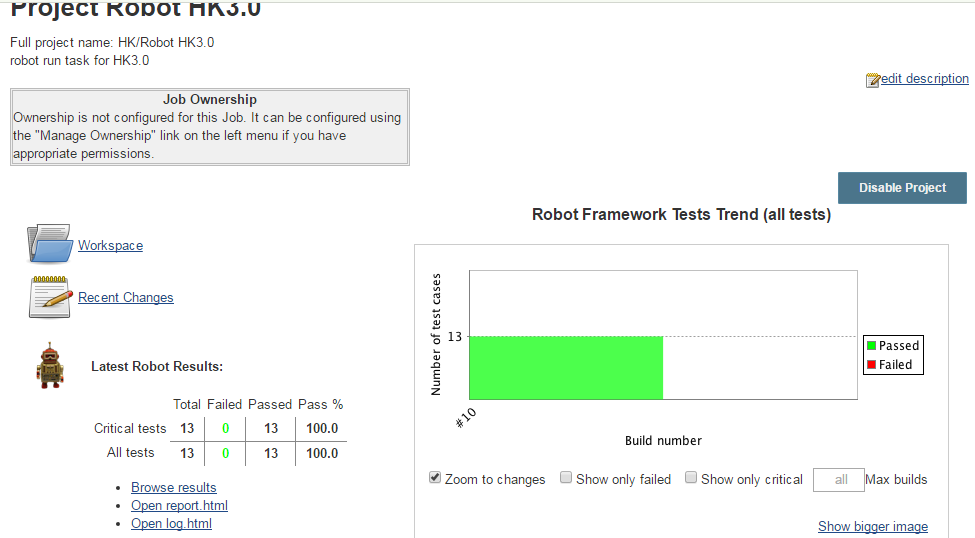 Project Robot HK3.0
Full project name: HK/Robot HK3.0
robot run task for HK3.0
edit description
Job Ownership
Ownership is not configured for this Job. It can be configured using
the "Manage Ownership" link on the left menu if you have
appropriate permissions.
Disable Project
Robot Framework Tests Trend (all tests)
Workspace
Recent Changes
Number of test cases
13
Passed
Failed
#10
Build number
Latest Robot Results:
Total Failed Passed Pass %
Critical tests 13 0 13 100.0
All tests 13 0 13 100.0
Zoom to changes Show only failed Show only critical all Max builds
Browse results
Open report.html
Open log.html
Show bigger image